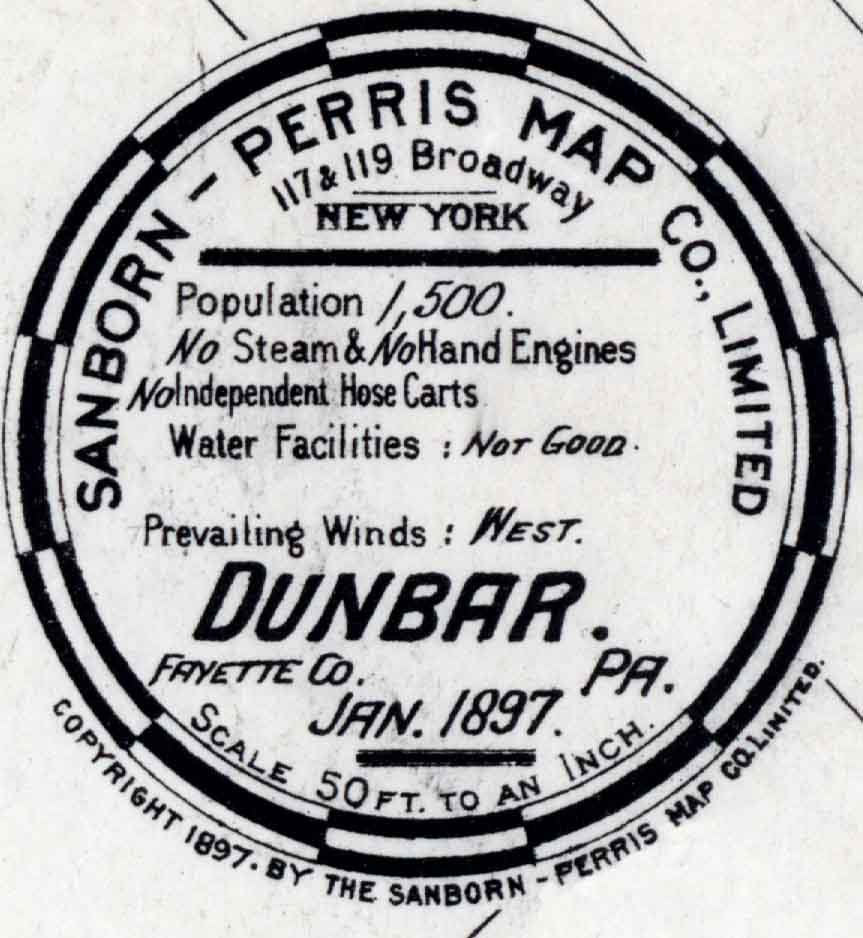 SANBORN - PERRIS MAP CO., LIMITED
117 & 119 Broadway
NEW YORK
Population 1,500.
No Steam & No Hand Engines
No Independent Hose Carts
Water Facilities : NOT GOOD.
Prevailing Winds : WEST.
DUNBAR.
FAYETTE CO. PA.
JAN. 1897.
SCALE 50 FT. TO AN INCH.
COPYRIGHT 1897. BY THE SANBORN - PERRIS MAP CO. LIMITED.